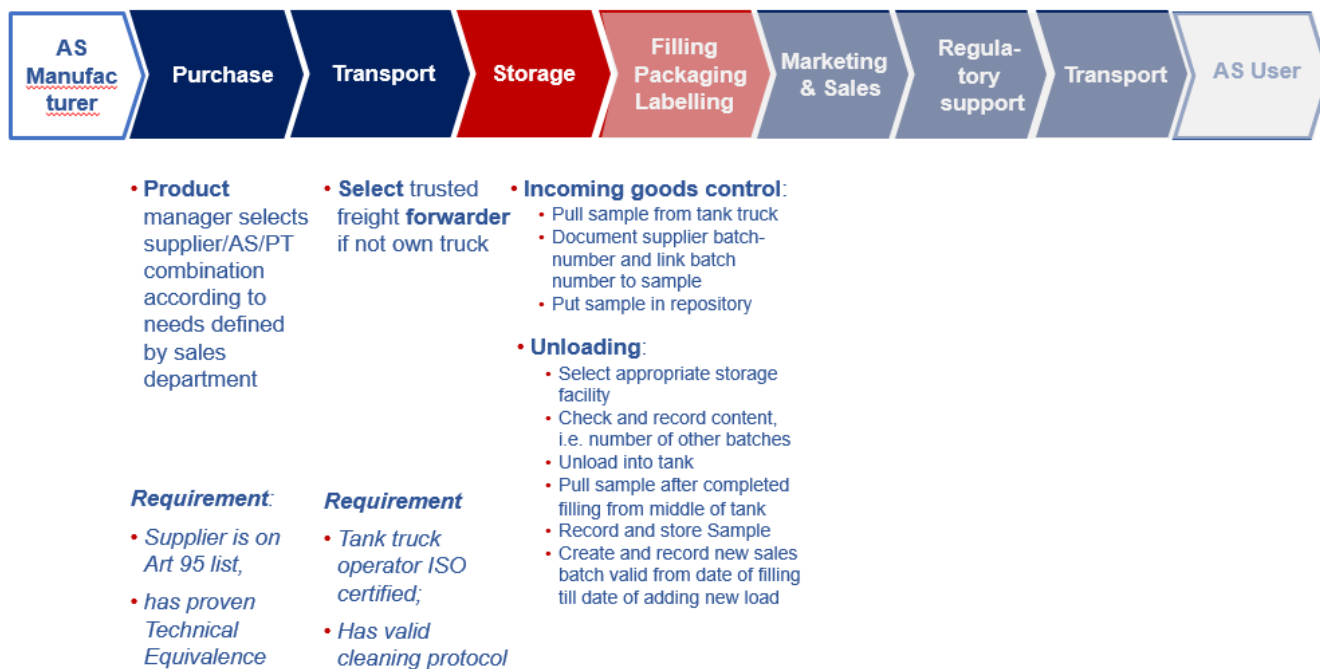 AS
Manufac
turer
Purchase
Transport
Storage
Filling
Packaging
Labelling
Marketing
& Sales
Regula-
tory
support
Transport
AS User
• Product
manager selects
supplier/AS/PT
combination
according to
needs defined
by sales
department
Requirement:
• Supplier is on
Art 95 list,
• has proven
Technical
Equivalence
• Select trusted
freight forwarder
if not own truck
Requirement
• Tank truck
operator ISO
certified;
• Has valid
cleaning protocol
• Incoming goods control:
• Pull sample from tank truck
• Document supplier batch-
number and link batch
number to sample
• Put sample in repository
• Unloading:
• Select appropriate storage
facility
• Check and record content,
i.e. number of other batches
• Unload into tank
• Pull sample after completed
filling from middle of tank
• Record and store Sample
• Create and record new sales
batch valid from date of filling
till date of adding new load